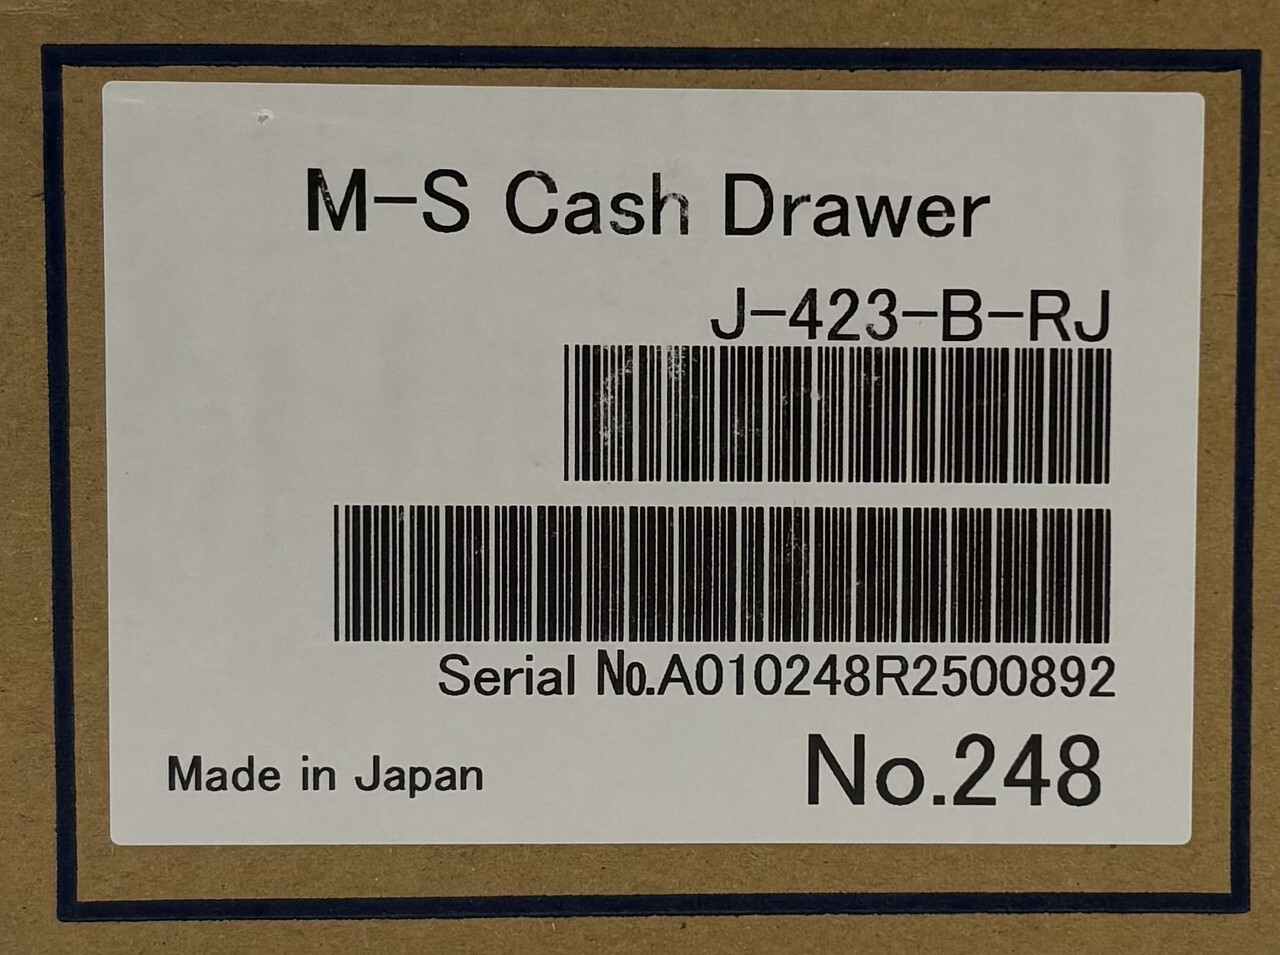 M-S Cash Drawer
J-423-B-RJ
Serial No.A010248R2500892
Made in Japan
No.248